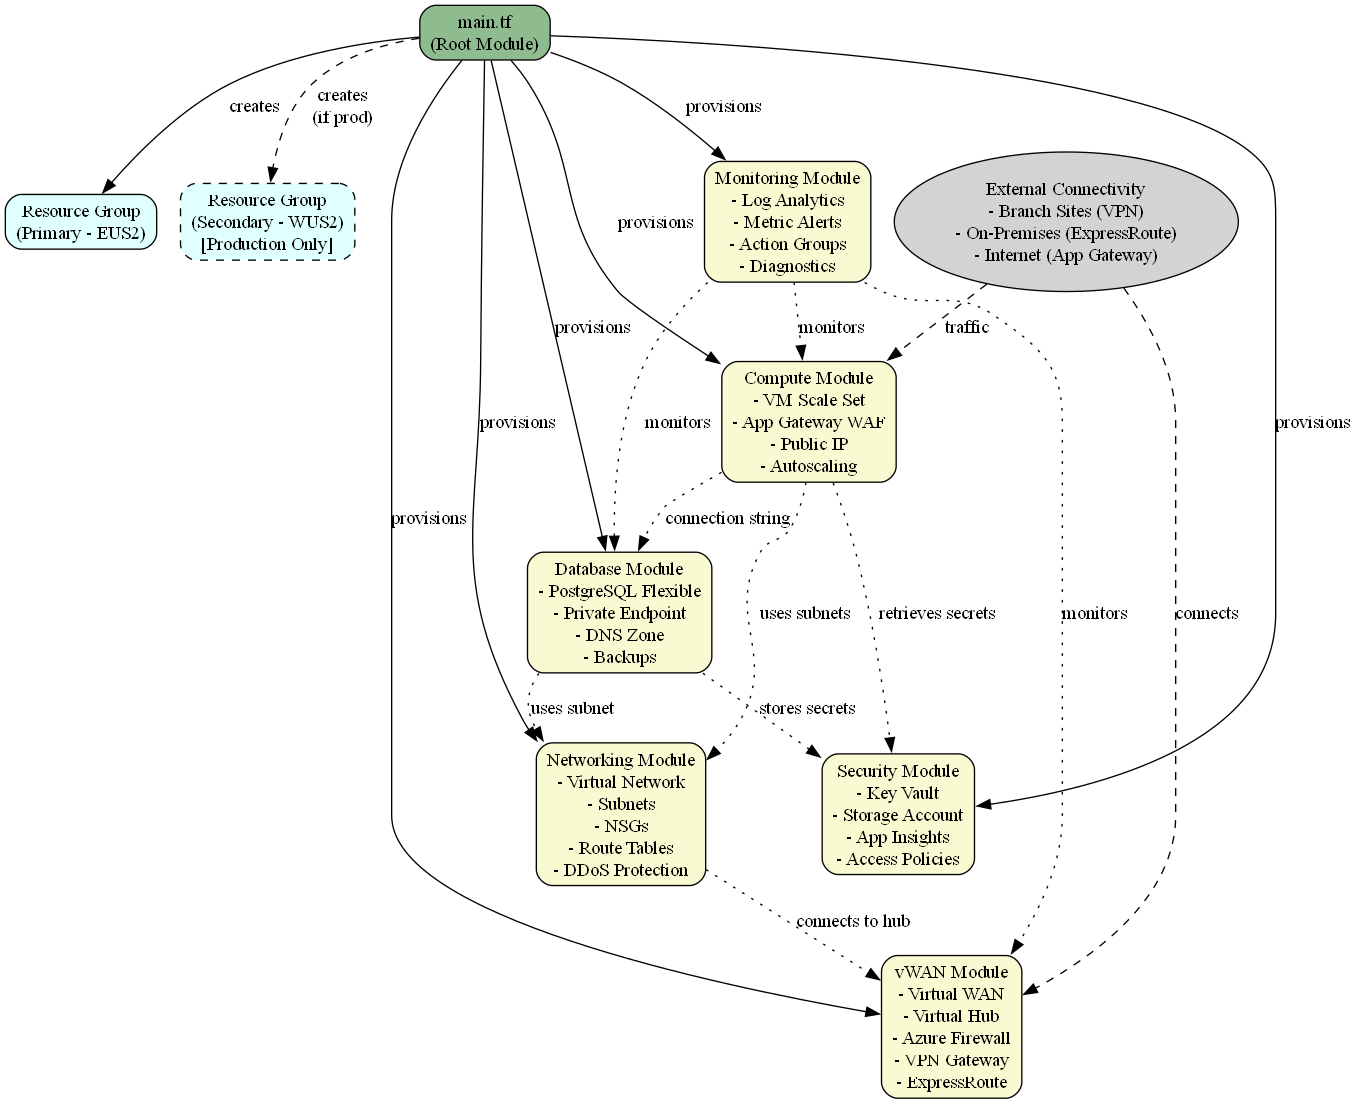 main.tf
(Root Module)
creates
creates
(if prod)
provisions
Resource Group
(Primary - EUS2)
Resource Group
(Secondary - WUS2)
[Production Only]
provisions
Monitoring Module
- Log Analytics
- Metric Alerts
- Action Groups
- Diagnostics
External Connectivity
- Branch Sites (VPN)
- On-Premises (ExpressRoute)
- Internet (App Gateway)
provisions
monitors
traffic
provisions
monitors
Compute Module
- VM Scale Set
- App Gateway WAF
- Public IP
- Autoscaling
provisions
provisions
connection string
Database Module
- PostgreSQL Flexible
- Private Endpoint
- DNS Zone
- Backups
uses subnets
retrieves secrets
monitors
connects
uses subnet
stores secrets
Networking Module
- Virtual Network
- Subnets
- NSGs
- Route Tables
- DDoS Protection
Security Module
- Key Vault
- Storage Account
- App Insights
- Access Policies
connects to hub
vWAN Module
- Virtual WAN
- Virtual Hub
- Azure Firewall
- VPN Gateway
- ExpressRoute